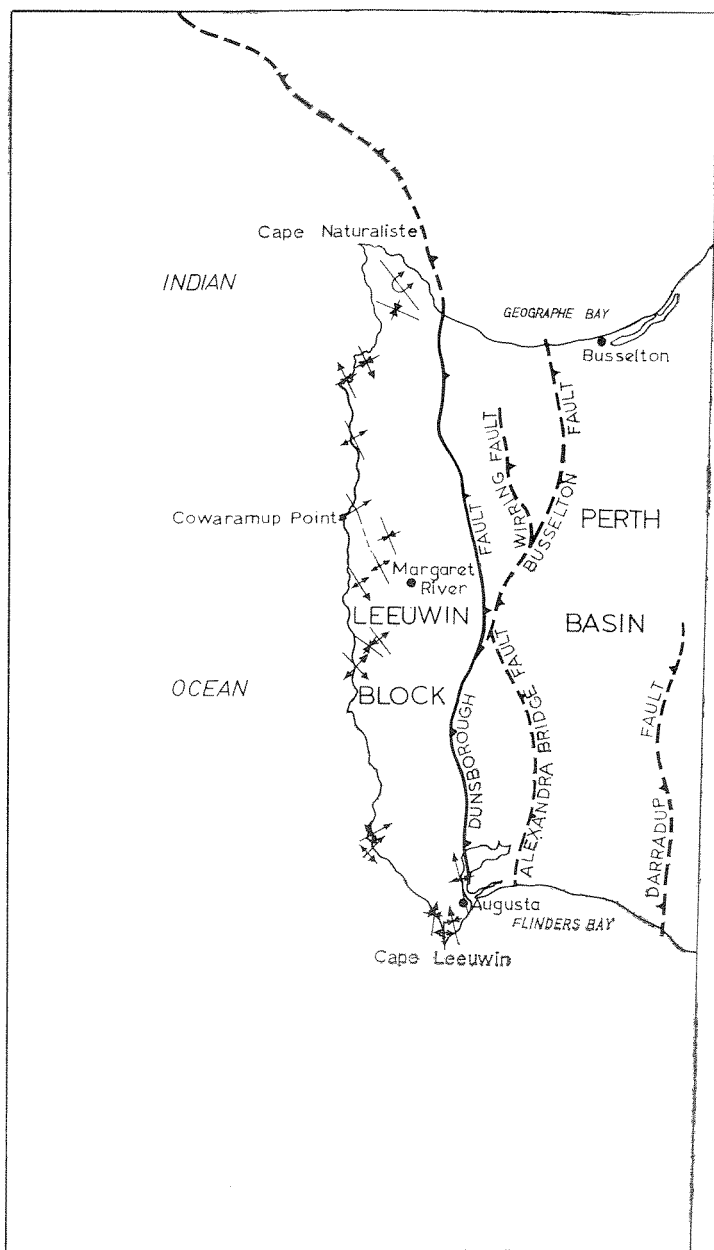 Cape Naturaliste
INDIAN
GEOGRAPHE BAY
Busselton
FAULT
WIRRING FAULT
BUSSELTON
FAULT
Cowaramup Point
PERTH
Margaret
River
LEEUWIN
BASIN
OCEAN
BLOCK
DUNSBOROUGH
ALEXANDRA BRIDGE FAULT
FAULT
DARRADUP
Augusta
FLINDERS BAY
Cape Leeuwin